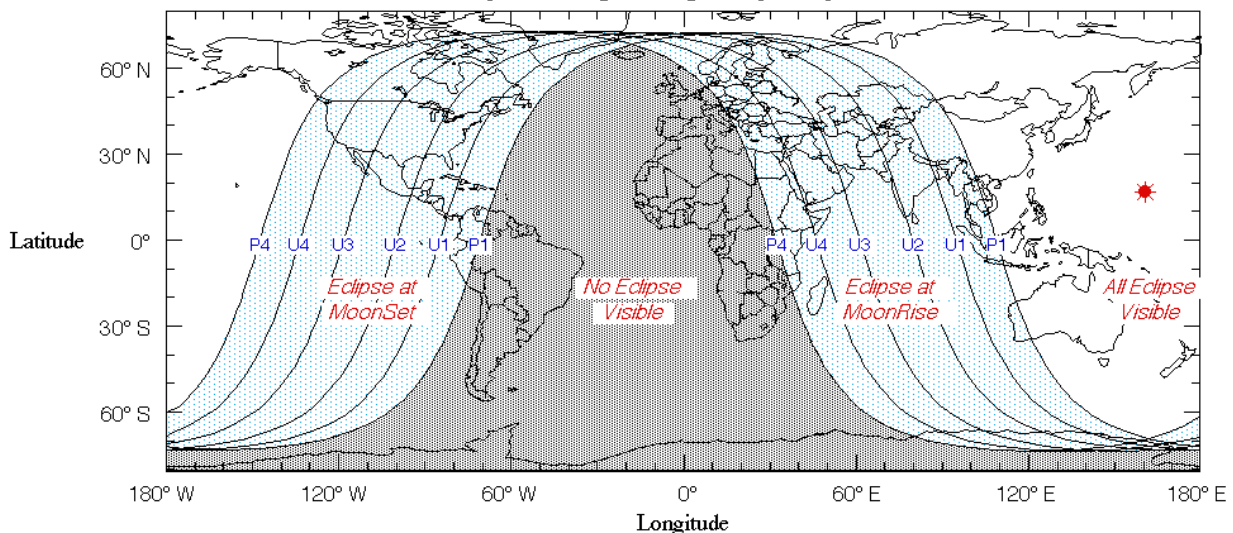 60° N
30° N
Latitude
0°
P4 U4 U3 U2 U1 P1
P4 U4 U3 U2 U1 P1
Eclipse at
MoonSet
No Eclipse
Visible
Eclipse at
MoonRise
All Eclipse
Visible
30° S
60° S
180° W 120° W 60° W 0° 60° E 120° E 180° E
Longitude